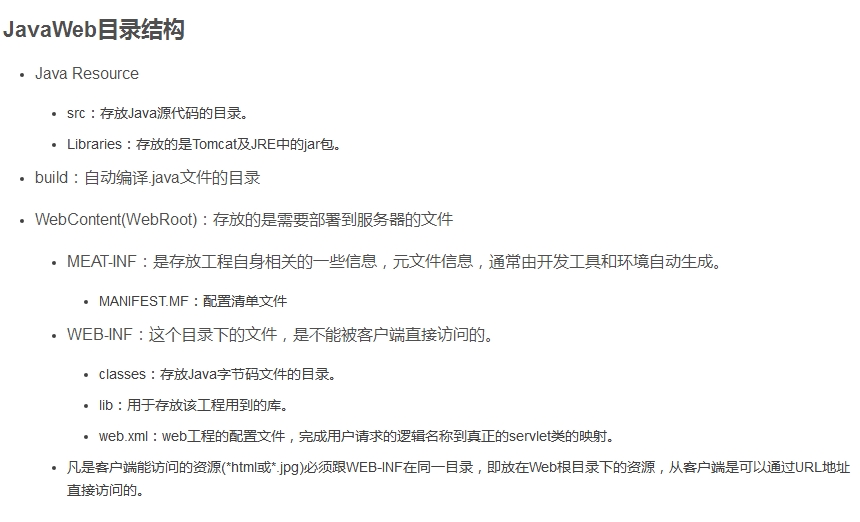 JavaWeb目录结构
Java Resource
src：存放Java源代码的目录。
Libraries：存放的是Tomcat及JRE中的jar包。
build：自动编译.java文件的目录
WebContent(WebRoot)：存放的是需要部署到服务器的文件
MEAT-INF：是存放工程自身相关的一些信息，元文件信息，通常由开发工具和环境自动生成。
MANIFEST.MF：配置清单文件
WEB-INF：这个目录下的文件，是不能被客户端直接访问的。
classes：存放Java字节码文件的目录。
lib：用于存放该工程用到的库。
web.xml：web工程的配置文件，完成用户请求的逻辑名称到真正的servlet类的映射。
凡是客户端能访问的资源(*html或*.jpg)必须跟WEB-INF在同一目录，即放在Web根目录下的资源，从客户端是可以通过URL地址
直接访问的。